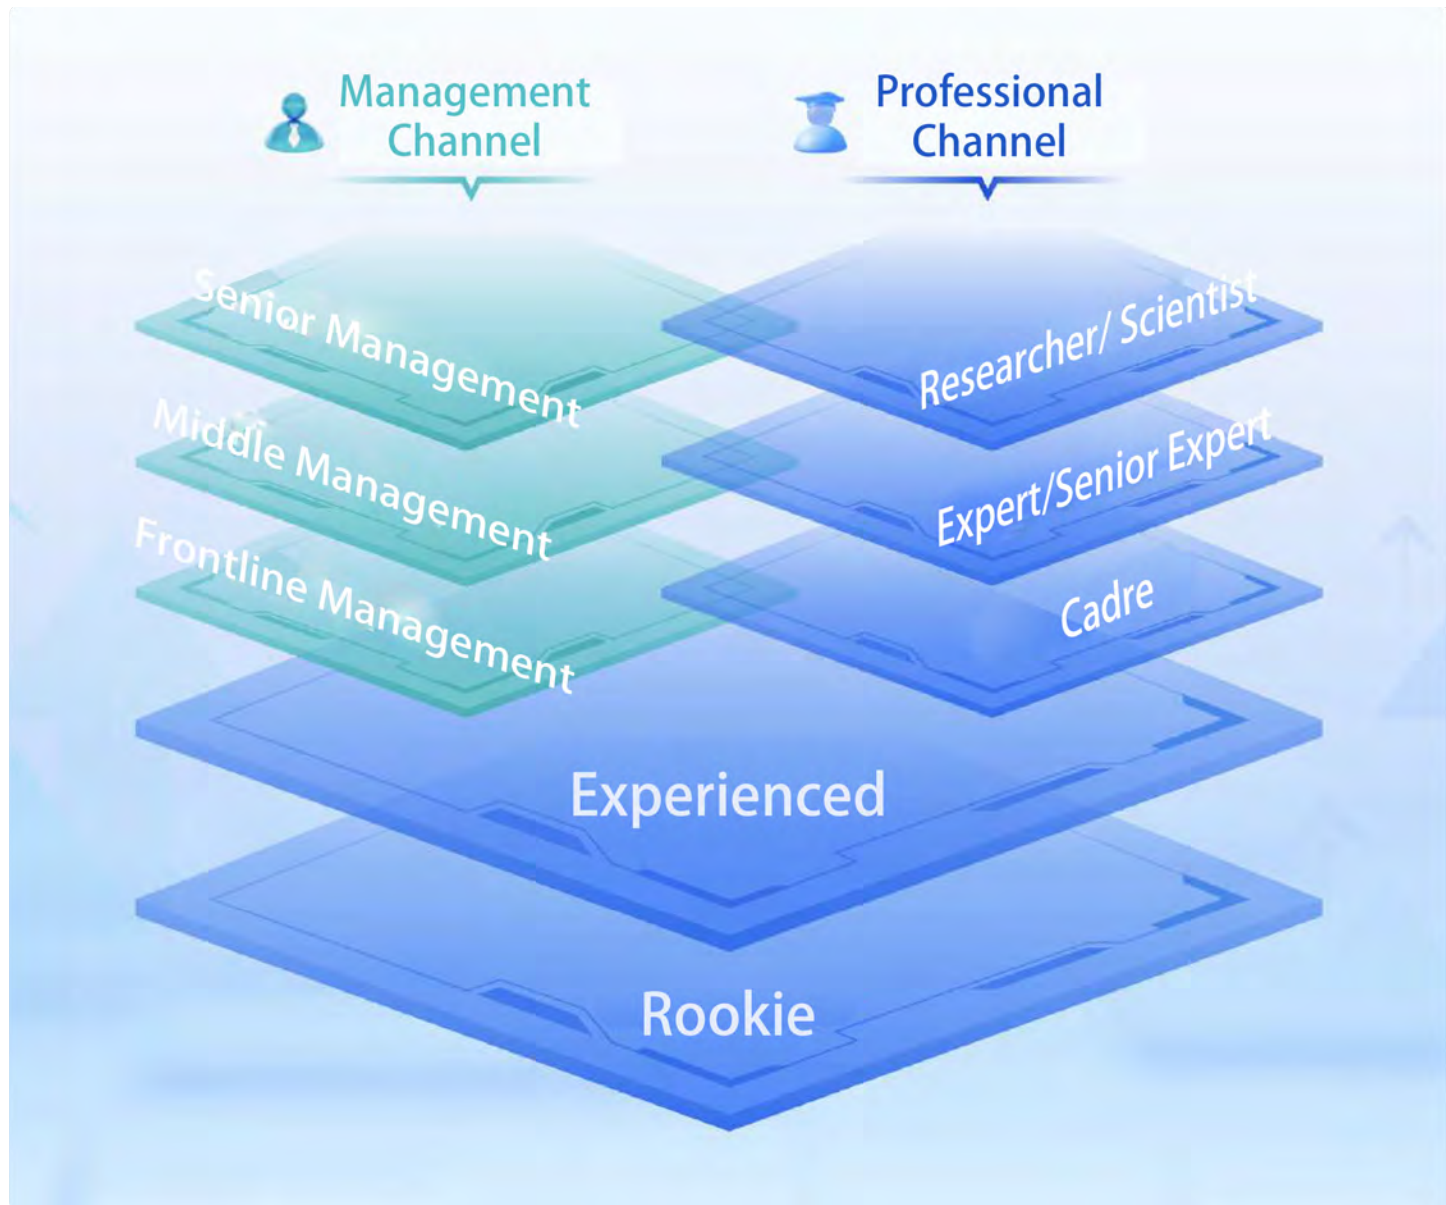 Management
Channel
Professional
Channel
Senior Management
Researcher/ Scientist
Middle Management
Expert/Senior Expert
Frontline Management
Cadre
Experienced
Rookie